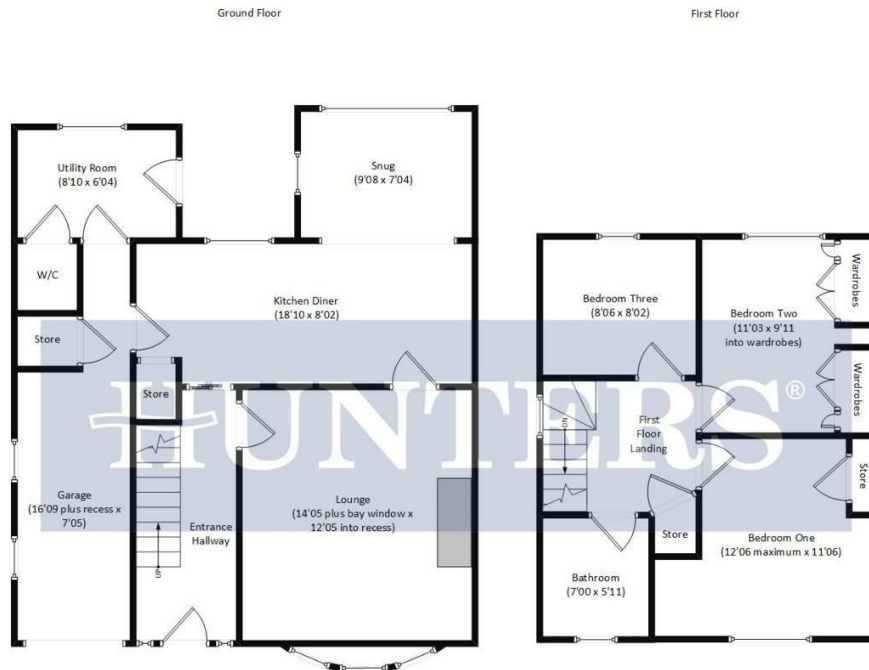 Ground Floor
First Floor
Utility Room
(8'10 x 6'04)
Snug
(9'08 x 7'04)
W/C
Kitchen Diner
(18'10 x 8'02)
Store
Store
Garage
(16'09 plus recess x
7'05)
UP
Entrance
Hallway
Lounge
(14'05 plus bay window x
12'05 into recess)
Bedroom Three
(8'06 x 8'02)
Bedroom Two
(11'03 x 9'11
into wardrobes)
Wardrobes
Wardrobes
DN
First
Floor
Landing
Store
Store
Bedroom One
(12'06 maximum x 11'06)
Bathroom
(7'00 x 5'11)
HUNTERS®